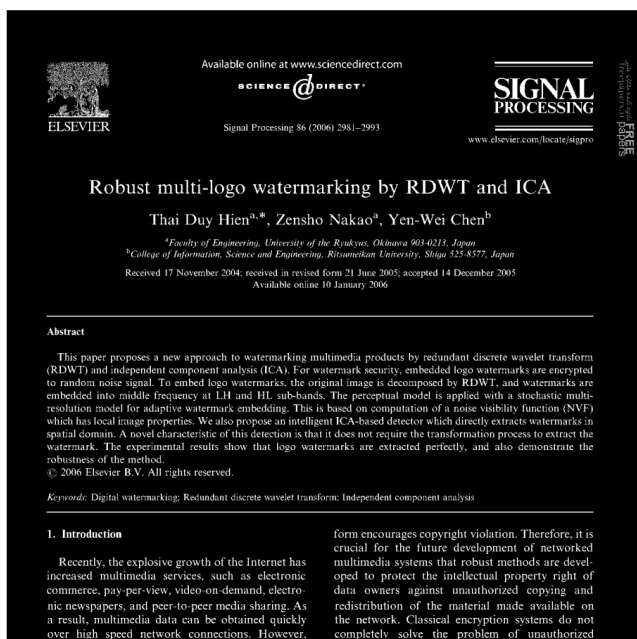 Available online at www.sciencedirect.com
SCIENCE DIRECT®
ELSEVIER
Signal Processing 86 (2006) 2981–2993
SIGNAL
PROCESSING
www.elsevier.com/locate/sigpro
freepapers.ir
FREE
papers
Robust multi-logo watermarking by RDWT and ICA
Thai Duy Hienᵃ,*, Zensho Nakaoᵃ, Yen-Wei Chenᵇ
ᵃFaculty of Engineering, University of the Ryukyus, Okinawa 903-0213, Japan
ᵇCollege of Information, Science and Engineering, Ritsumeikan University, Shiga 525-8577, Japan
Received 17 November 2004; received in revised form 21 June 2005; accepted 14 December 2005
Available online 10 January 2006
Abstract
This paper proposes a new approach to watermarking multimedia products by redundant discrete wavelet transform
(RDWT) and independent component analysis (ICA). For watermark security, embedded logo watermarks are encrypted
to random noise signal. To embed logo watermarks, the original image is decomposed by RDWT, and watermarks are
embedded into middle frequency at LH and HL sub-bands. The perceptual model is applied with a stochastic multi-
resolution model for adaptive watermark embedding. This is based on computation of a noise visibility function (NVF)
which has local image properties. We also propose an intelligent ICA-based detector which directly extracts watermarks in
spatial domain. A novel characteristic of this detection is that it does not require the transformation process to extract the
watermark. The experimental results show that logo watermarks are extracted perfectly, and also demonstrate the
robustness of the method.
© 2006 Elsevier B.V. All rights reserved.
Keywords: Digital watermarking; Redundant discrete wavelet transform; Independent component analysis
1. Introduction
Recently, the explosive growth of the Internet has
increased multimedia services, such as electronic
commerce, pay-per-view, video-on-demand, electro-
nic newspapers, and peer-to-peer media sharing. As
a result, multimedia data can be obtained quickly
over high speed network connections. However,
form encourages copyright violation. Therefore, it is
crucial for the future development of networked
multimedia systems that robust methods are devel-
oped to protect the intellectual property right of
data owners against unauthorized copying and
redistribution of the material made available on
the network. Classical encryption systems do not
completely solve the problem of unauthorized